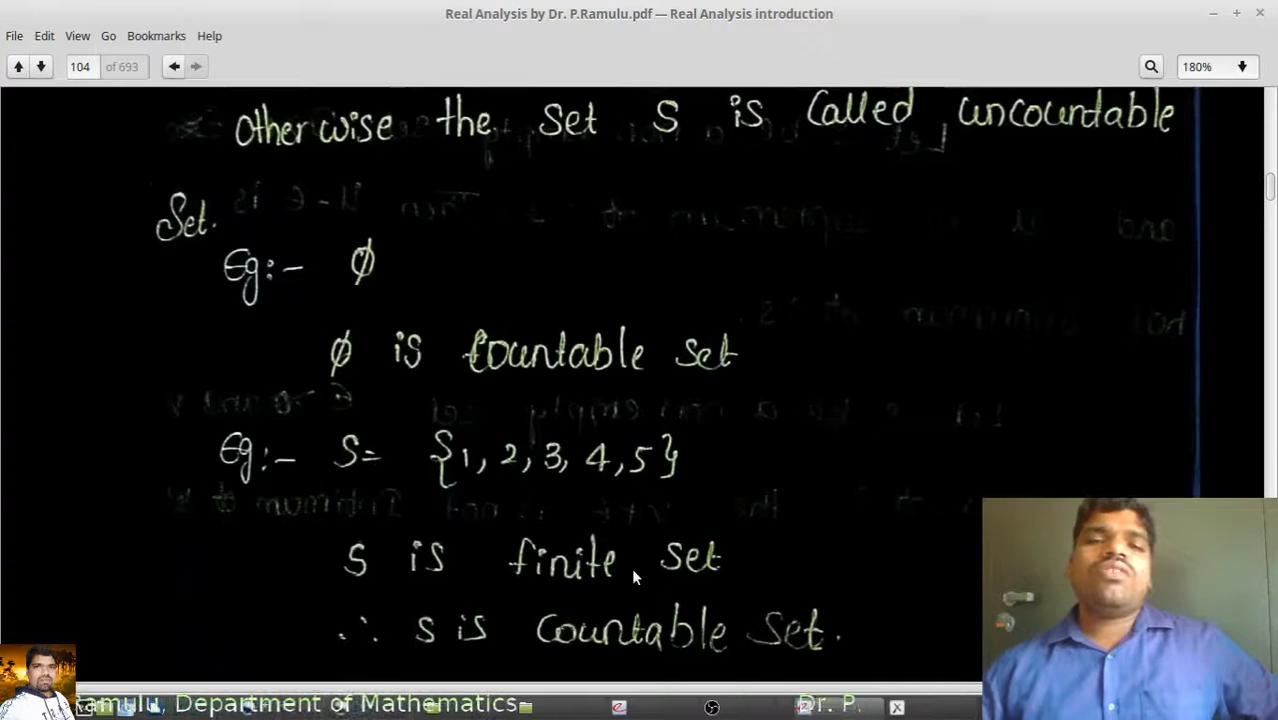 Real Analysis by Dr. P.Ramulu.pdf — Real Analysis introduction
File Edit View Go Bookmarks Help
104 of 693 180%
Otherwise the set S is called uncountable
Set.
Eg:- ∅
∅ is countable set
Eg:- S= {1, 2, 3, 4, 5}
S is finite set
∴ S is countable set.
Ramulu, Department of Mathematics Dr. P.